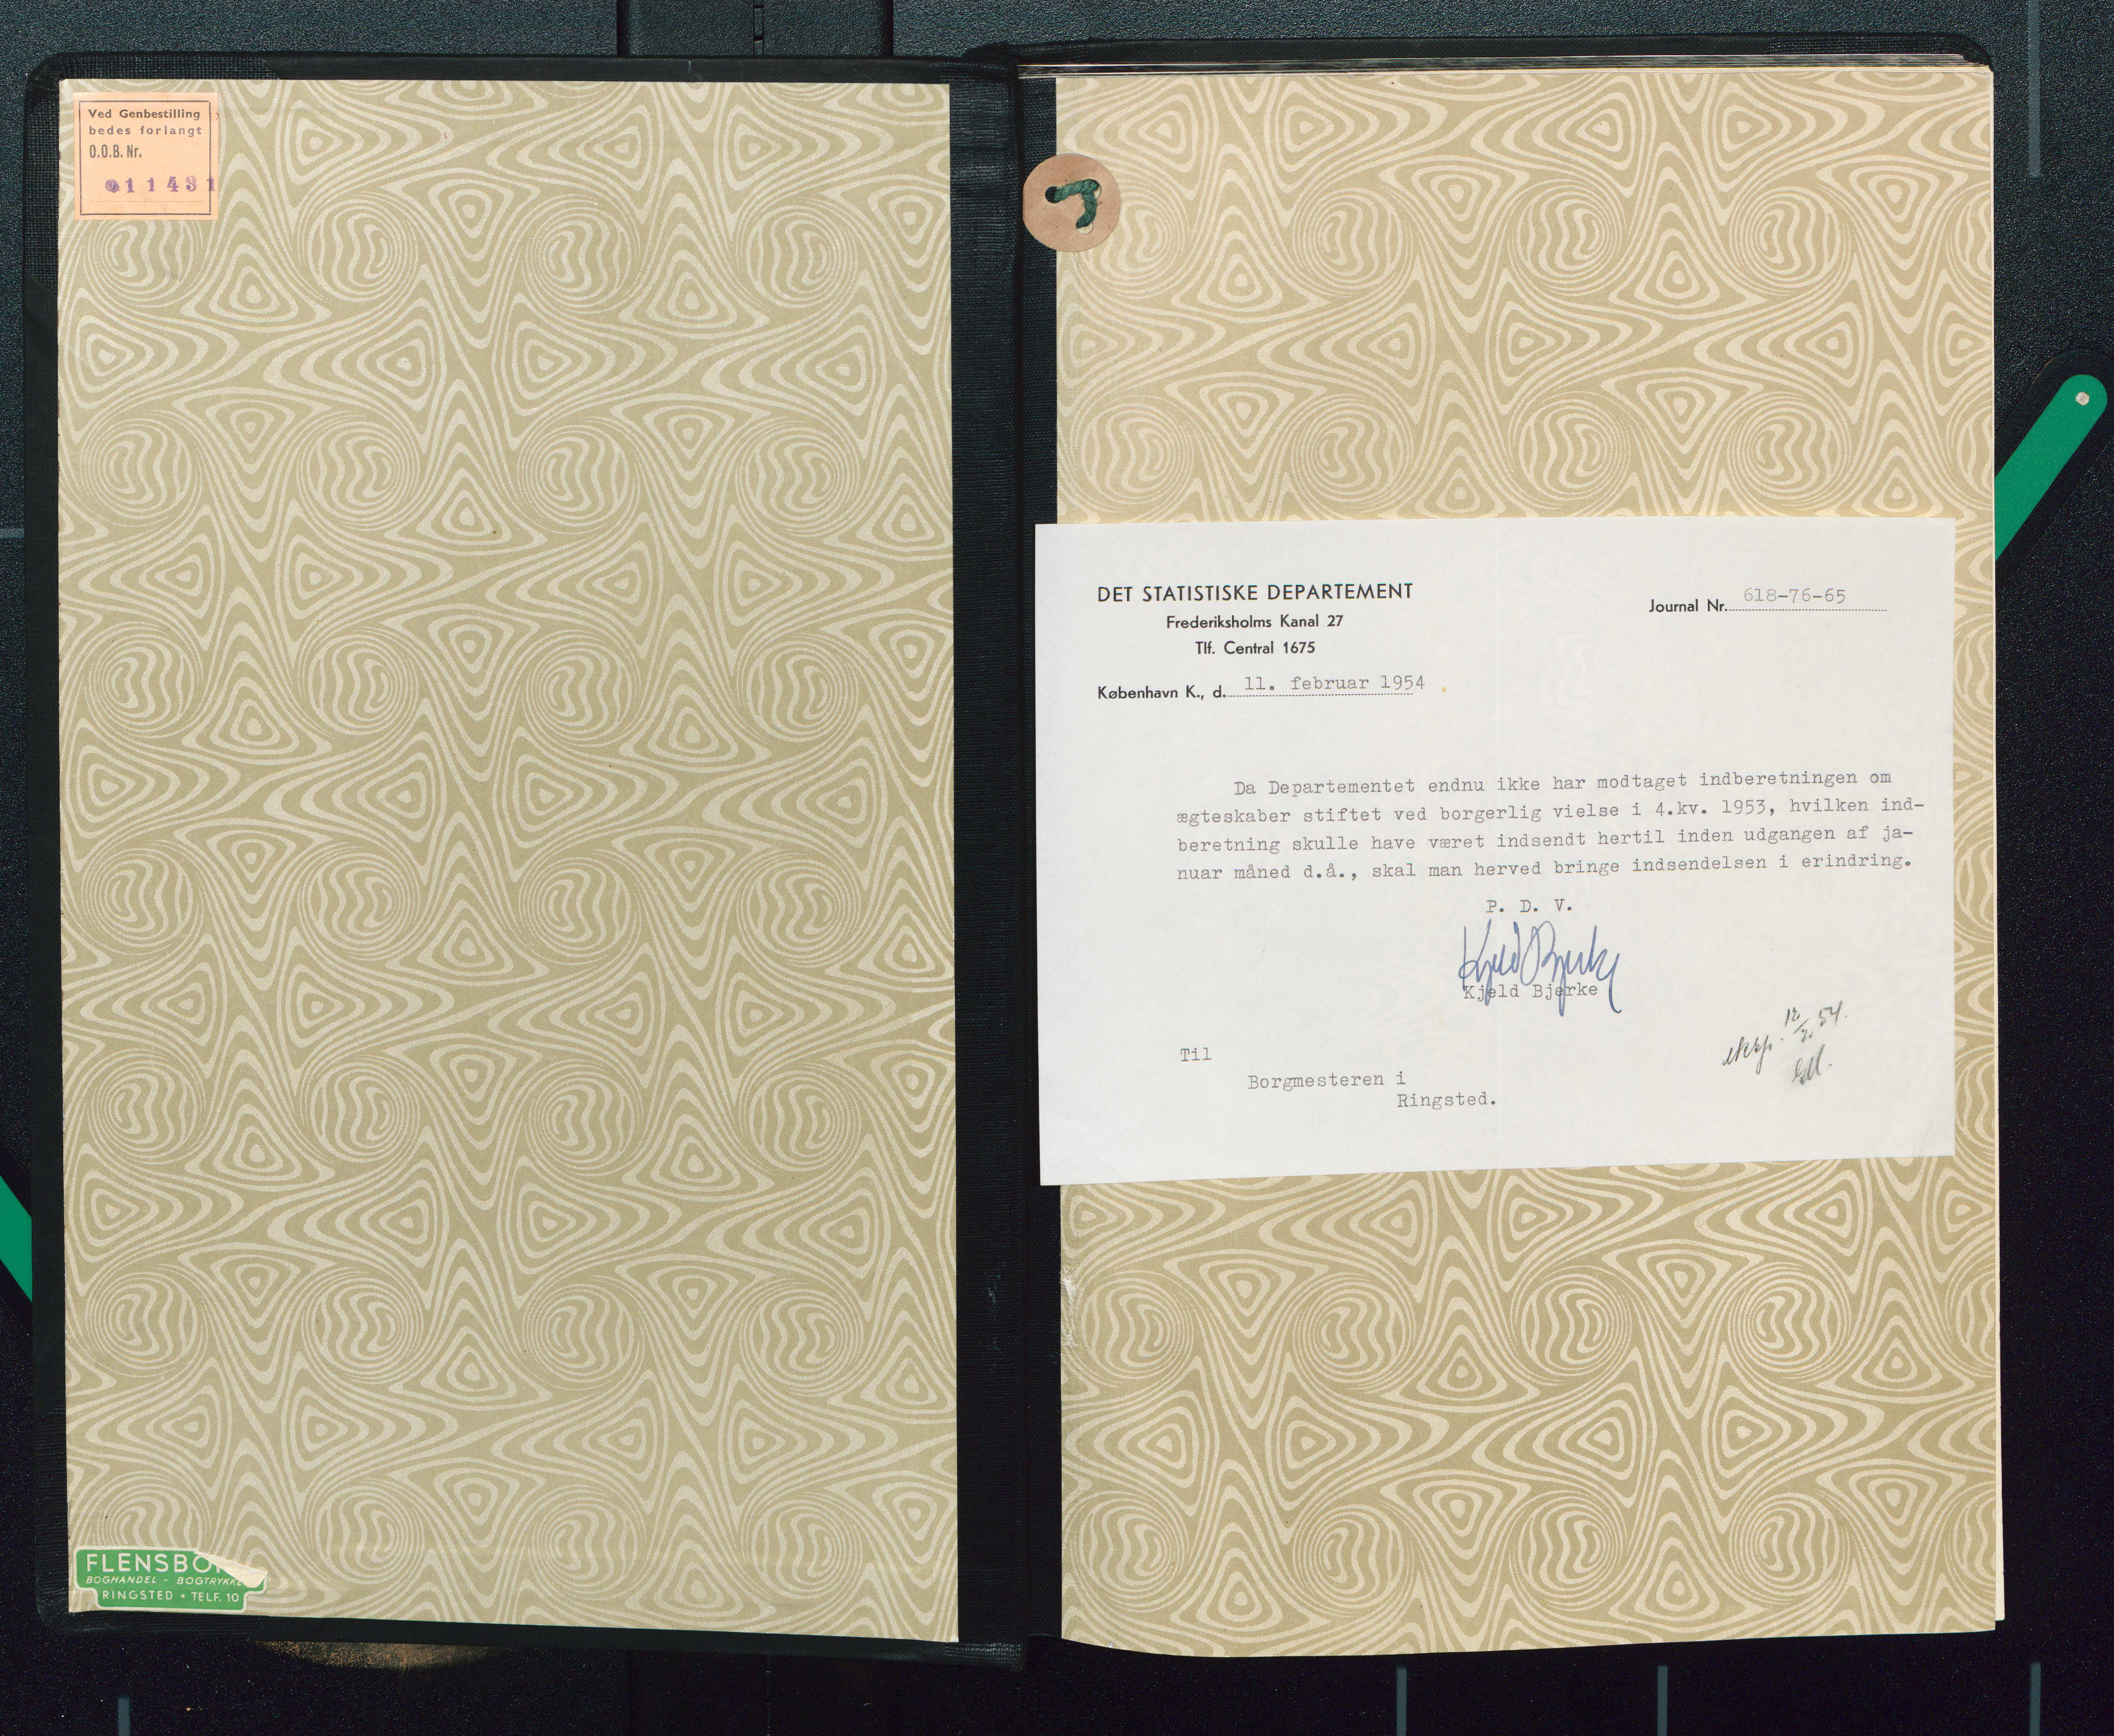 Ved Genbestilling
bedes forlangt
O.O.B. Nr.
011431
FLENSBO
BOGHANDEL - BOGTRYKKE
RINGSTED • TELF. 10
DET STATISTISKE DEPARTEMENT
Frederiksholms Kanal 27
Tlf. Central 1675
København K., d. 11. februar 1954
Journal Nr. 618-76-65
Da Departementet endnu ikke har modtaget indberetningen om
ægteskaber stiftet ved borgerlig vielse i 4.kv. 1953, hvilken ind-
beretning skulle have været indsendt hertil inden udgangen af ja-
nuar måned d.å., skal man herved bringe indsendelsen i erindring.
P. D. V.
Kjeld Bjerke
Kjeld Bjerke
eksp. 12/2 54.
Til
Borgmesteren i
Ringsted.